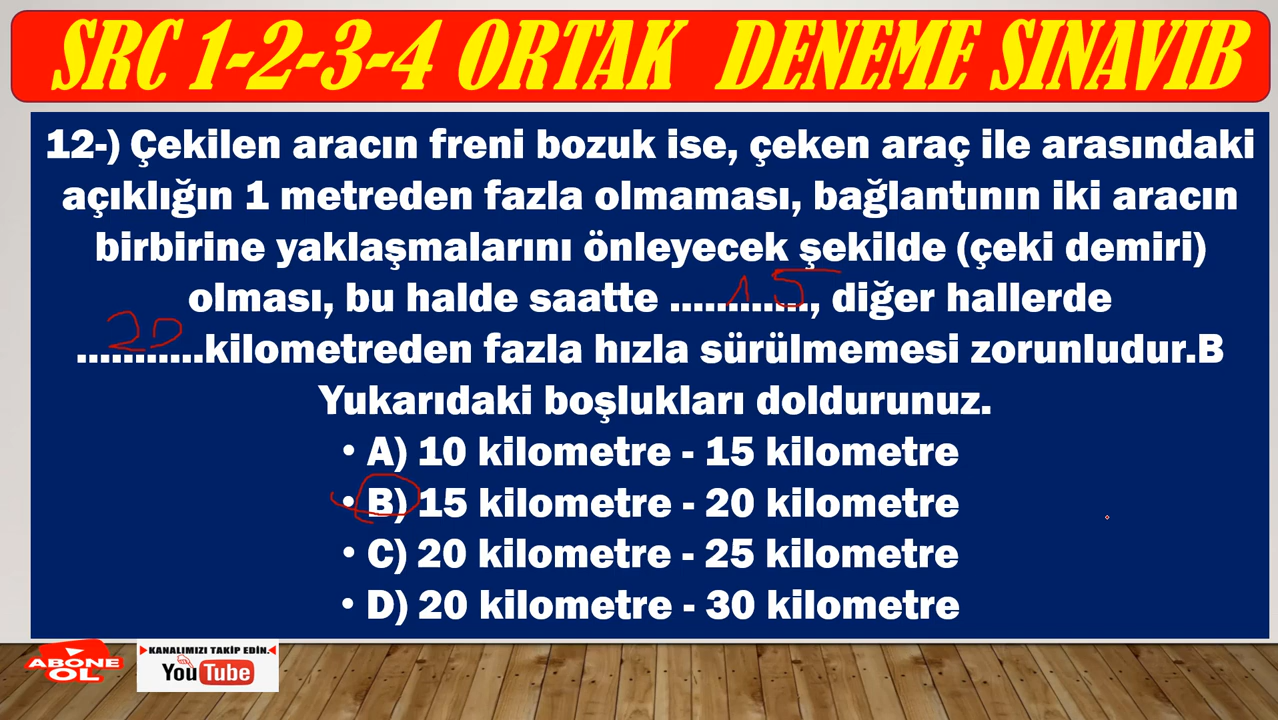 SRC 1-2-3-4 ORTAK DENEME SINAVIB
12-) Çekilen aracın freni bozuk ise, çeken araç ile arasındaki
açıklığın 1 metreden fazla olmaması, bağlantının iki aracın
birbirine yaklaşmalarını önleyecek şekilde (çeki demiri)
olması, bu halde saatte ............, diğer hallerde
15
20
...........kilometreden fazla hızla sürülmemesi zorunludur.B
Yukarıdaki boşlukları doldurunuz.
• A) 10 kilometre - 15 kilometre
• B) 15 kilometre - 20 kilometre
• C) 20 kilometre - 25 kilometre
• D) 20 kilometre - 30 kilometre
ABONE
OL
KANALIMIZI TAKİP EDİN.
YouTube